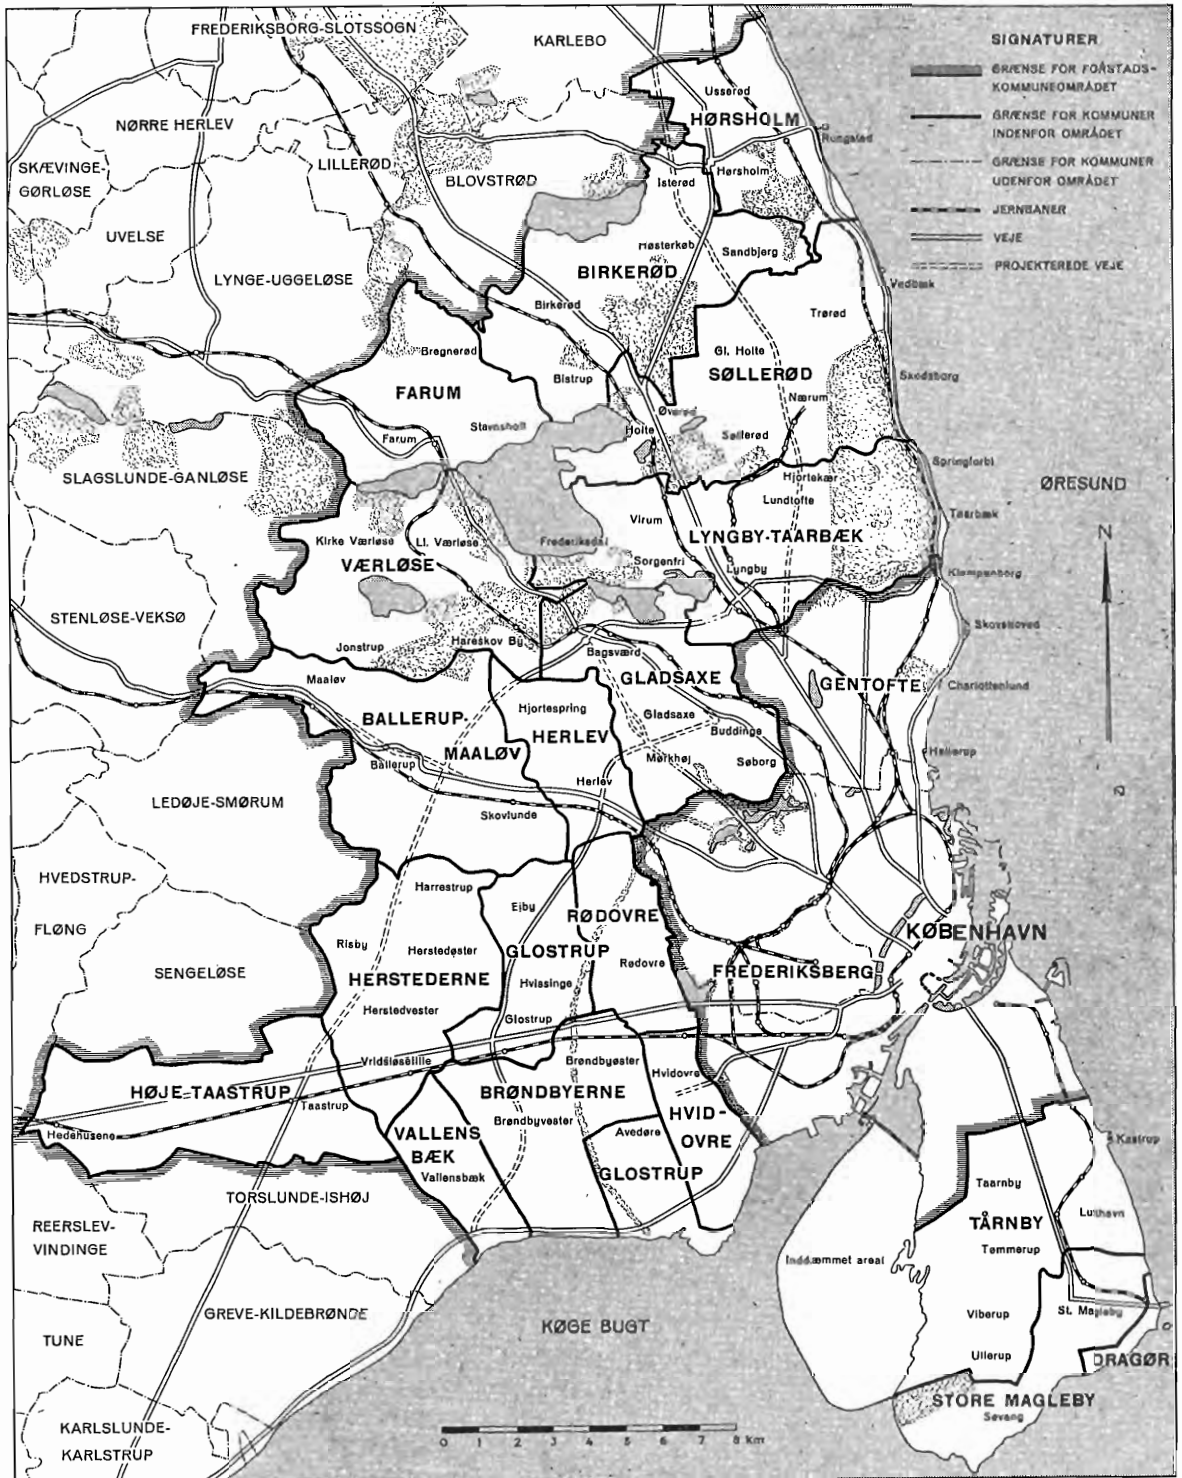 FREDERIKSBORG-SLOTSSOGN
KARLEBO
SIGNATURER
GRÆNSE FOR FORSTADS-
KOMMUNEOMRÅDET
GRÆNSE FOR KOMMUNER
INDENFOR OMRÅDET
GRÆNSE FOR KOMMUNER
UDENFOR OMRÅDET
JERNBANER
VEJE
PROJEKTEREDE VEJE
Usserød
HØRSHOLM
Rungsted
NØRRE HERLEV
SKÆVINGE-
GØRLØSE
LILLERØD
BLOVSTRØD
Isterød
Hørsholm
UVELSE
LYNGE-UGGELØSE
Høsterkøb
Sandbjerg
BIRKERØD
Birkerød
Vedbæk
Trørød
Bregnerød
Bistrup
Gl. Holte
SØLLERØD
Skodsborg
FARUM
Nærum
Stavnsholt
Øverød
Holte
Søllerød
Farum
Springforbi
SLAGSLUNDE-GANLØSE
Hjortekær
Lundtofte
ØRESUND
N
Taarbæk
Virum
LYNGBY-TAARBÆK
Kirke Værløse
Ll. Værløse
Frederiksdal
VÆRLØSE
Sorgenfri
Lyngby
Klampenborg
STENLØSE-VEKSØ
Skovshoved
Jonstrup
Hareskov By
Bagsværd
Maaløv
GLADSAXE
GENTOFTE
Charlottenlund
BALLERUP-
MAALØV
Hjortespring
HERLEV
Gladsaxe
Buddinge
Hellerup
Ballerup
Mørkhøj
Søborg
Herlev
LEDØJE-SMØRUM
Skovlunde
HVEDSTRUP-
FLØNG
Harrestrup
Ejby
RØDOVRE
KØBENHAVN
Risby
Herstedøster
GLOSTRUP
SENGELØSE
HERSTEDERNE
Rødovre
FREDERIKSBERG
Hvissinge
Herstedvester
Glostrup
Vridsløselille
Brøndbyøster
Hvidovre
HØJE-TAASTRUP
Taastrup
BRØNDBYERNE
HVID-
OVRE
Hedehusene
Brøndbyvester
Avedøre
VALLENS
BÆK
Vallensbæk
GLOSTRUP
Kastrup
TORSLUNDE-ISHØJ
Taarnby
REERSLEV-
VINDINGE
TÅRNBY
Lufthavn
Tømmerup
Inddæmmet areal
GREVE-KILDEBRØNDE
KØGE BUGT
Viberup
St. Magleby
TUNE
Ullerup
DRAGØR
STORE MAGLEBY
Søvang
KARLSLUNDE-
KARLSTRUP
0 1 2 3 4 5 6 7 8 Km